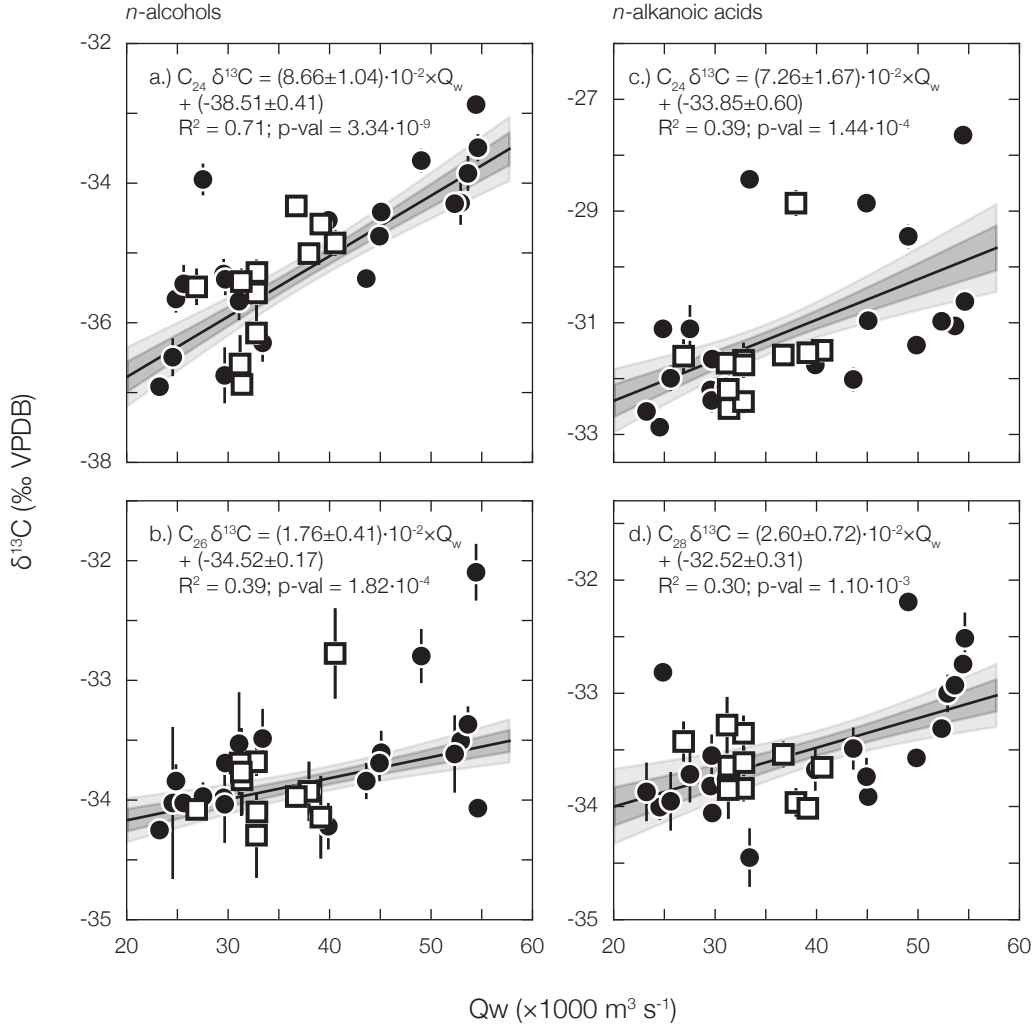 n-alcohols
n-alkanoic acids
a.) C₂₄ δ¹³C = (8.66±1.04)·10⁻²×Q_w
+ (-38.51±0.41)
R² = 0.71; p-val = 3.34·10⁻⁹
c.) C₂₄ δ¹³C = (7.26±1.67)·10⁻²×Q_w
+ (-33.85±0.60)
R² = 0.39; p-val = 1.44·10⁻⁴
-32
-34
-36
-38
-27
-29
-31
-33
b.) C₂₆ δ¹³C = (1.76±0.41)·10⁻²×Q_w
+ (-34.52±0.17)
R² = 0.39; p-val = 1.82·10⁻⁴
d.) C₂₈ δ¹³C = (2.60±0.72)·10⁻²×Q_w
+ (-32.52±0.31)
R² = 0.30; p-val = 1.10·10⁻³
-32
-33
-34
-35
-32
-33
-34
-35
20 30 40 50 60
20 30 40 50 60
δ¹³C (‰ VPDB)
Qw (×1000 m³ s⁻¹)